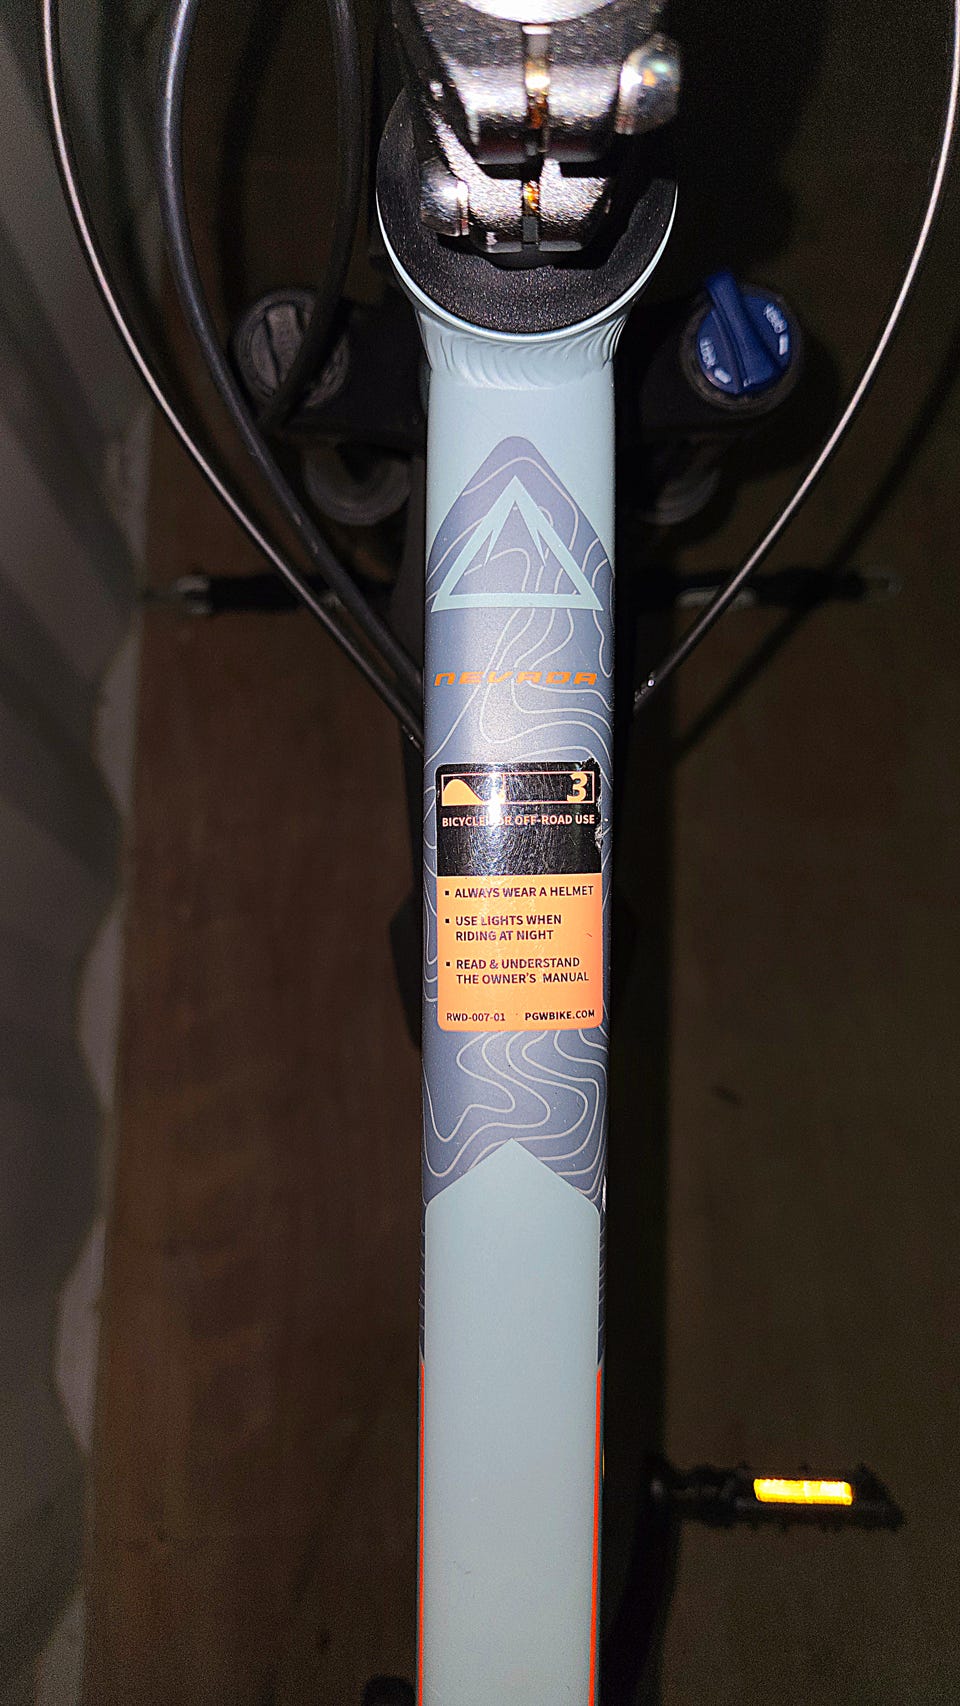 NEVADA
3
BICYCLE OR OFF-ROAD USE
▪ ALWAYS WEAR A HELMET
▪ USE LIGHTS WHEN
RIDING AT NIGHT
▪ READ & UNDERSTAND
THE OWNER'S MANUAL
RWD-007-01 PGWBIKE.COM